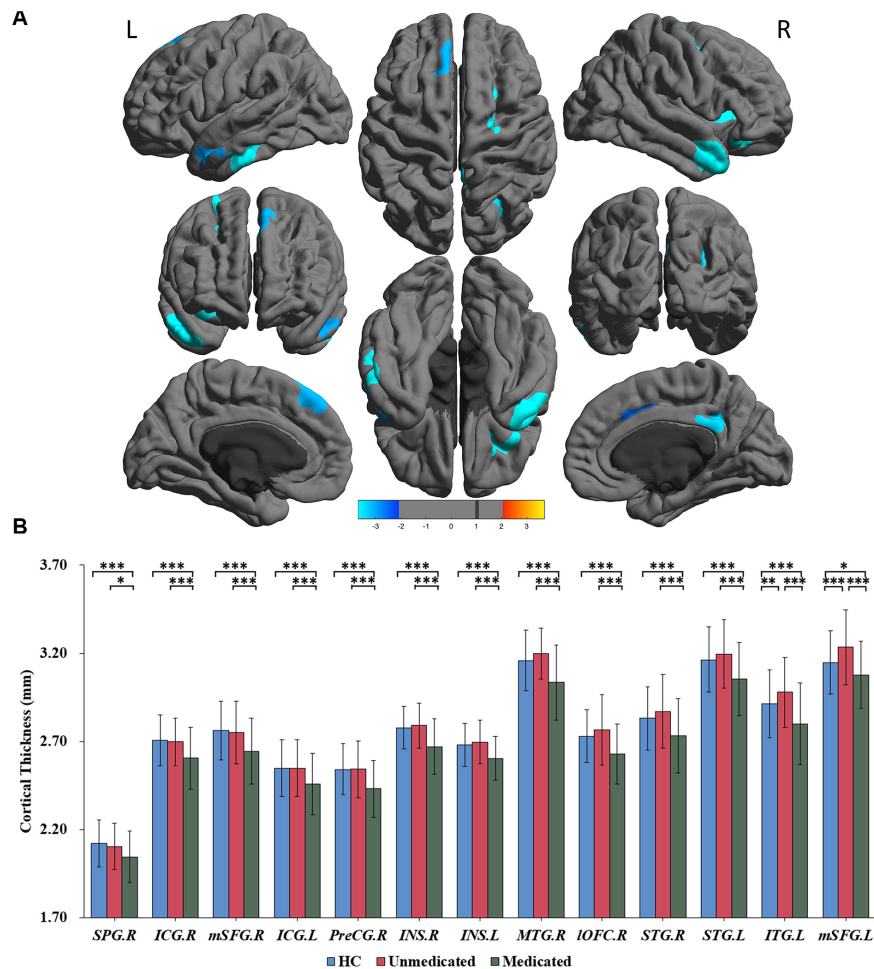 A
L
R
-3 -2 -1 0 1 2 3
B
*** *** *** *** *** *** *** *** *** *** *** *** *
* *** *** *** *** *** *** *** *** *** *** ** *** *** ***
3.70
3.20
2.70
2.20
1.70
Cortical Thickness (mm)
SPG.R ICG.R mSFG.R ICG.L PreCG.R INS.R INS.L MTG.R lOFC.R STG.R STG.L ITG.L mSFG.L
HC Unmedicated Medicated